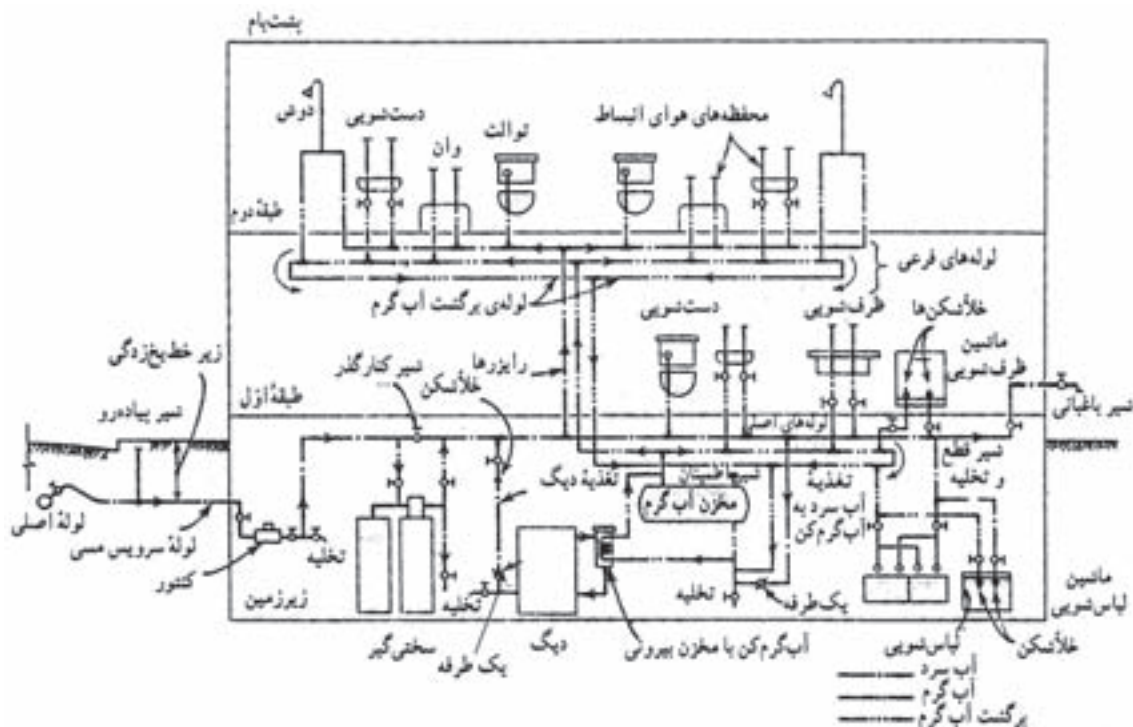 پشت‌بام
دوش
دست‌شویی
وان
توالت
محفظه‌های هوای انبساط
طبقهٔ دوم
لوله‌های فرعی
لوله‌ی برگشت آب گرم
رایزرها
دست‌شویی
ظرف‌شویی
خلأشکن‌ها
ماشین
ظرف‌شویی
زیر خط یخ‌زدگی
شیر پیاده‌رو
شیر کنارگذر
خلأشکن
طبقهٔ اول
لوله‌های اصلی
شیر باغبانی
شیر قطع
و تخلیه
لولهٔ اصلی
لولهٔ سرویس مسی
کنتور
تخلیه
زیرزمین
سختی‌گیر
تغذیهٔ دیگ
تخلیه
یک طرفه
دیگ
شیر اطمینان
مخزن آب گرم
آب‌گرم‌کن با مخزن بیرونی
تخلیه
یک‌طرفه
تغذیهٔ
آب سرد به
آب‌گرم‌کن
ماشین
لباس‌شویی
لباس‌شویی
خلأشکن
آب سرد
آب گرم
برگشت آب گرم